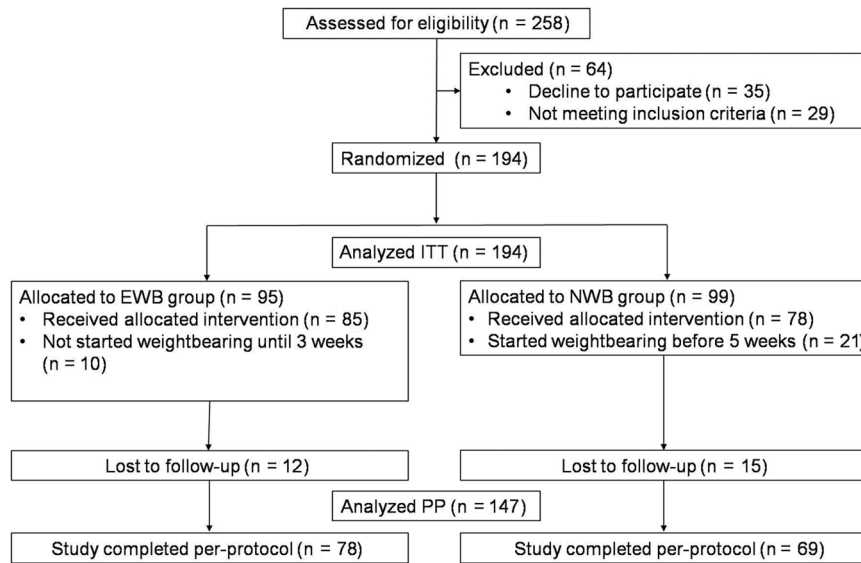 Assessed for eligibility (n = 258)
Excluded (n = 64)
• Decline to participate (n = 35)
• Not meeting inclusion criteria (n = 29)
Randomized (n = 194)
Analyzed ITT (n = 194)
Allocated to EWB group (n = 95)
• Received allocated intervention (n = 85)
• Not started weightbearing until 3 weeks
(n = 10)
Allocated to NWB group (n = 99)
• Received allocated intervention (n = 78)
• Started weightbearing before 5 weeks (n = 21)
Lost to follow-up (n = 12)
Lost to follow-up (n = 15)
Analyzed PP (n = 147)
Study completed per-protocol (n = 78)
Study completed per-protocol (n = 69)